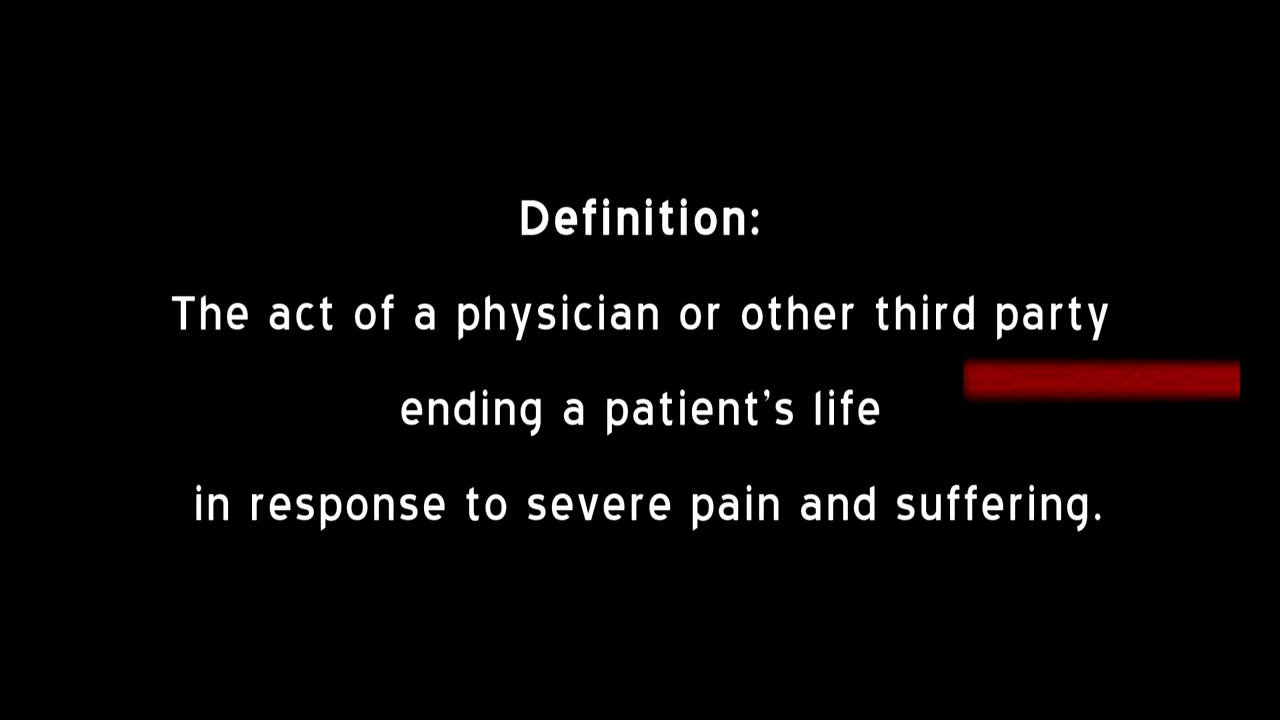 Definition:
The act of a physician or other third party
ending a patient's life
in response to severe pain and suffering.